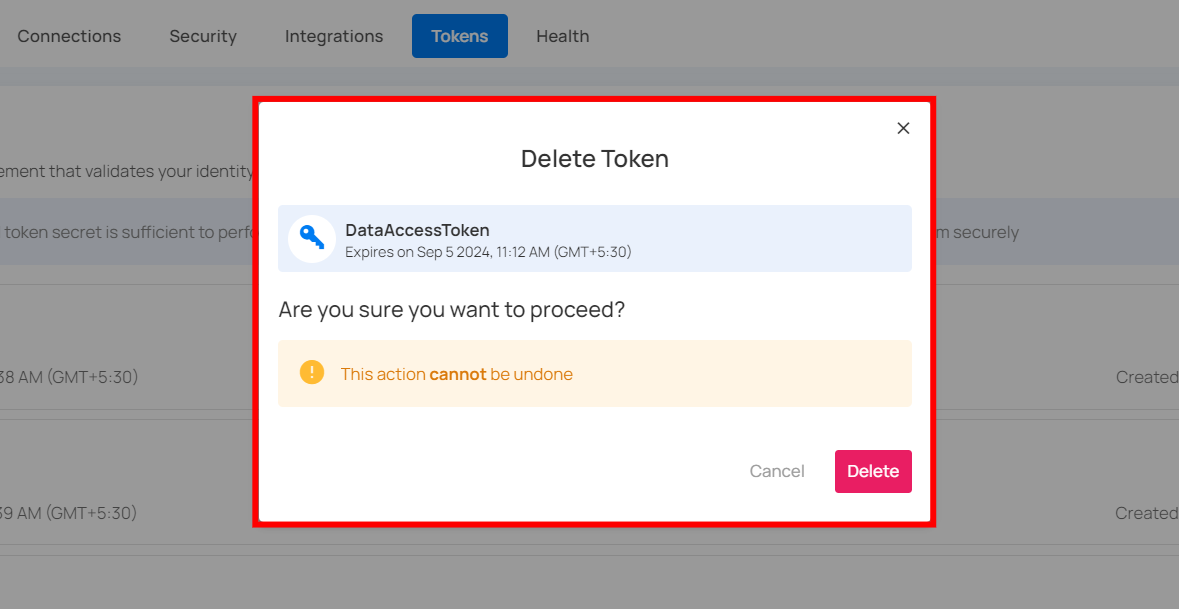 Connections Security Integrations Tokens Health
Delete Token
ement that validates your identity
DataAccessToken
token secret is sufficient to perfo
m securely
Expires on Sep 5 2024, 11:12 AM (GMT+5:30)
Are you sure you want to proceed?
This action cannot be undone
38 AM (GMT+5:30)
Created
Cancel Delete
39 AM (GMT+5:30)
Created